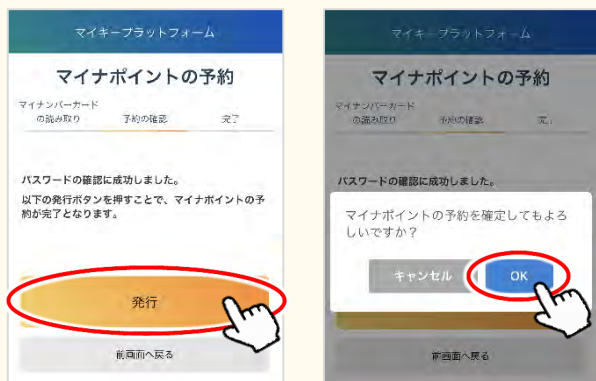 マイキープラットフォーム
マイナポイントの予約
マイナンバーカード
の読み取り 予約の確認 完了
パスワードの確認に成功しました。
以下の発行ボタンを押すことで、マイナポイントの予
約が完了となります。
発行
前画面へ戻る
マイキープラットフォーム
マイナポイントの予約
マイナンバーカード
の読み取り 予約の確認 完了
パスワードの確認に成功しました。
マイナポイントの予約を確定してもよろ
しいですか？
キャンセル OK
前画面へ戻る